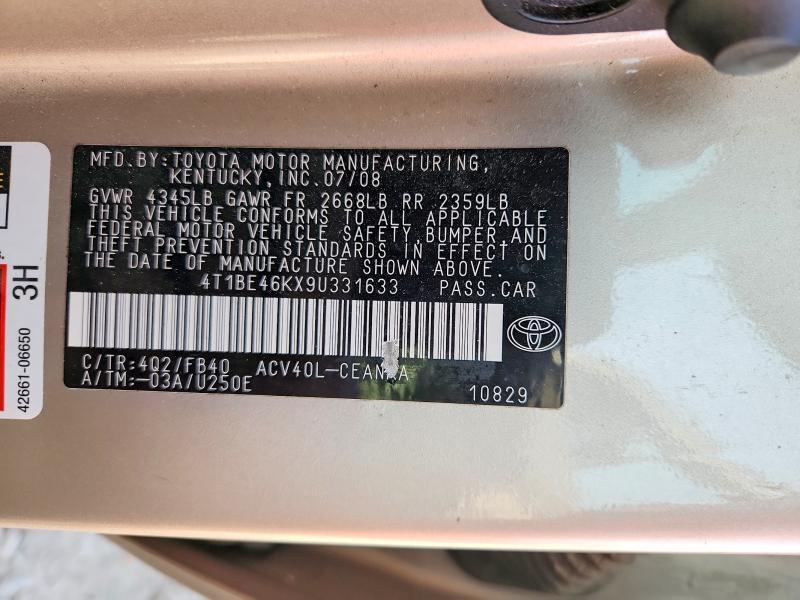 MFD.BY:TOYOTA MOTOR MANUFACTURING,
KENTUCKY, INC.07/08
GVWR 4345LB GAWR FR 2668LB RR 2359LB
THIS VEHICLE CONFORMS TO ALL APPLICABLE
FEDERAL MOTOR VEHICLE SAFETY, BUMPER, AND
THEFT PREVENTION STANDARDS IN EFFECT ON
THE DATE OF MANUFACTURE SHOWN ABOVE.
4T1BE46KX9U331633 PASS.CAR
C/TR:4Q2/FB40 ACV40L-
A/TM:-03A/U250E
10829
3H
42661-06650